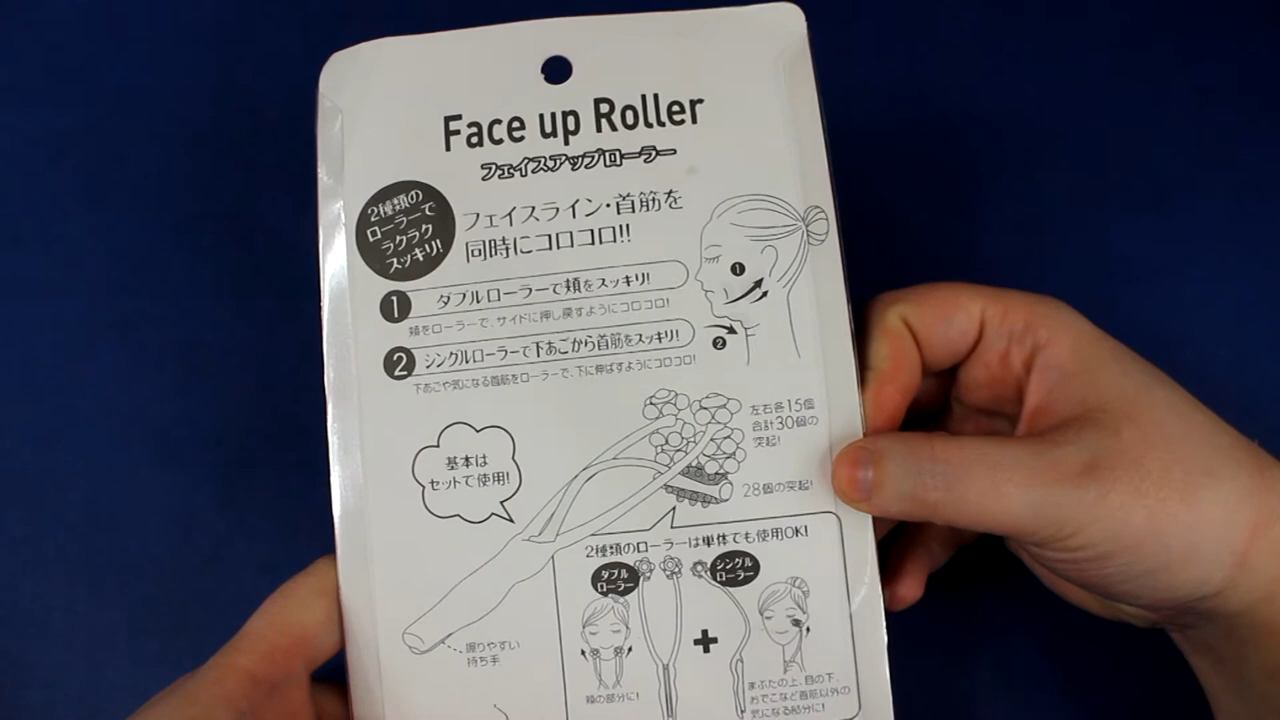 Face up Roller
フェイスアップローラー
2種類の
ローラーで
ラクラク
スッキリ!
フェイスライン・首筋を
同時にコロコロ!!
1 ダブルローラーで頬をスッキリ!
頬をローラーで、サイドに押し戻すようにコロコロ!
2 シングルローラーで下あごから首筋をスッキリ!
下あごや気になる首筋をローラーで、下に伸ばすようにコロコロ!
1
2
左右各15個
合計30個の
突起!
28個の突起!
基本は
セットで使用!
握りやすい
持ち手
2種類のローラーは単体でも使用OK!
ダブル
ローラー
シングル
ローラー
+
頬の部分に!
まぶたの上、目の下、
おでこなど首筋以外の
気になる部分に!